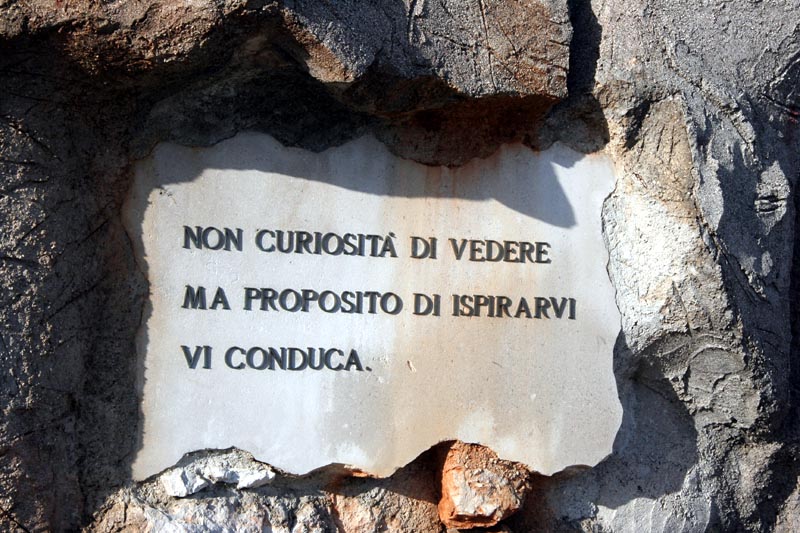 NON CURIOSITÀ DI VEDERE
MA PROPOSITO DI ISPIRARVI
VI CONDUCA.